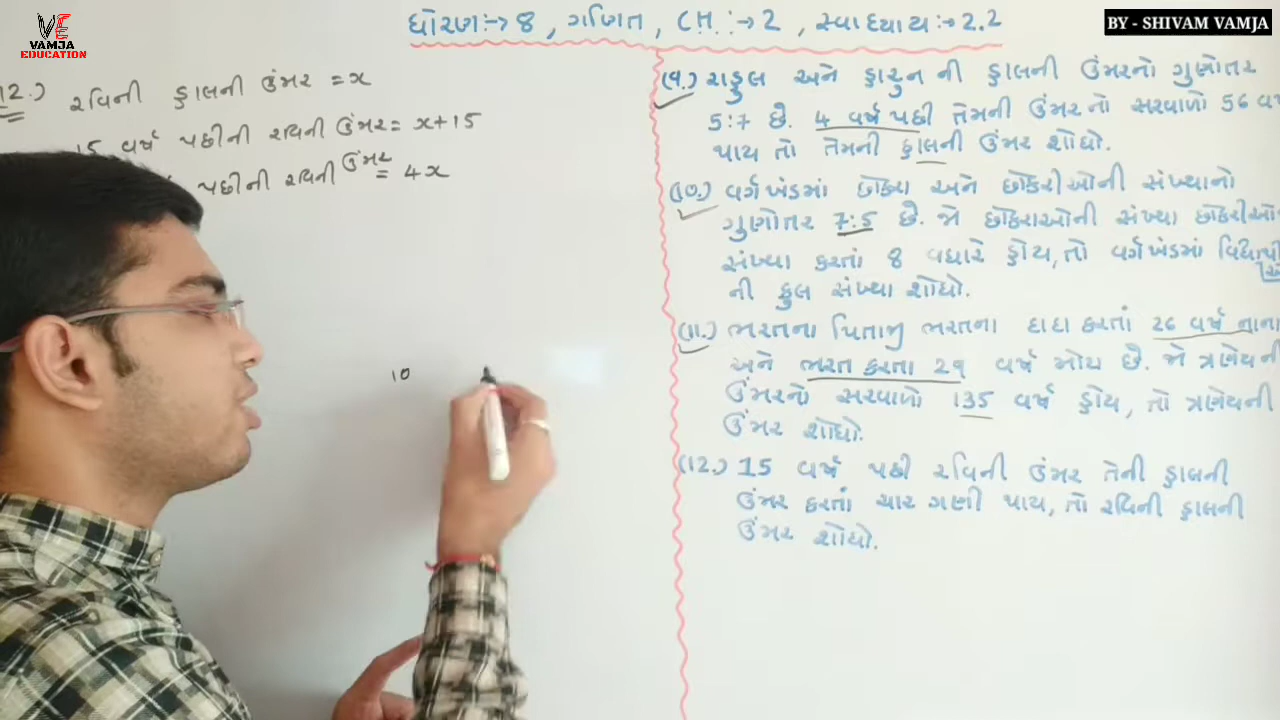 VE
VAMJA
EDUCATION
ધોરણ:→ 8 , ગણિત , CH. :→ 2 , સ્વાધ્યાય :→ 2.2
BY - SHIVAM VAMJA
12.) રવિની હાલની ઉંમર = x
15 વર્ષ પછીની રવિની ઉંમર = x+15
પછીની રવિની ઉંમર = 4x
10
(9.) રાહુલ અને હારુન ની હાલની ઉંમરનો ગુણોતર
5:7 છે. 4 વર્ષ પછી તેમની ઉંમરનો સરવાળો 56
થાય તો તેમની હાલની ઉંમર શોધો.
(10.) વર્ગખંડમાં છોકરા અને છોકરીઓની સંખ્યાનો
ગુણોતર 7:5 છે. જો છોકરાઓની સંખ્યા
સંખ્યા કરતાં 8 વધારે હોય, તો વર્ગખંડમાં
ની કુલ સંખ્યા શોધો.
(11.) ભરતના પિતાજી ભરતના દાદા કરતાં 26 વર્ષ નાના
અને ભરત કરતા 29 વર્ષ મોટા છે. જો ત્રણેયની
ઉંમરનો સરવાળો 135 વર્ષ હોય, તો ત્રણેયની
ઉંમર શોધો.
(12.) 15 વર્ષ પછી રવિની ઉંમર તેની હાલની
ઉંમર કરતાં ચાર ગણી થાય, તો રવિની હાલની
ઉંમર શોધો.